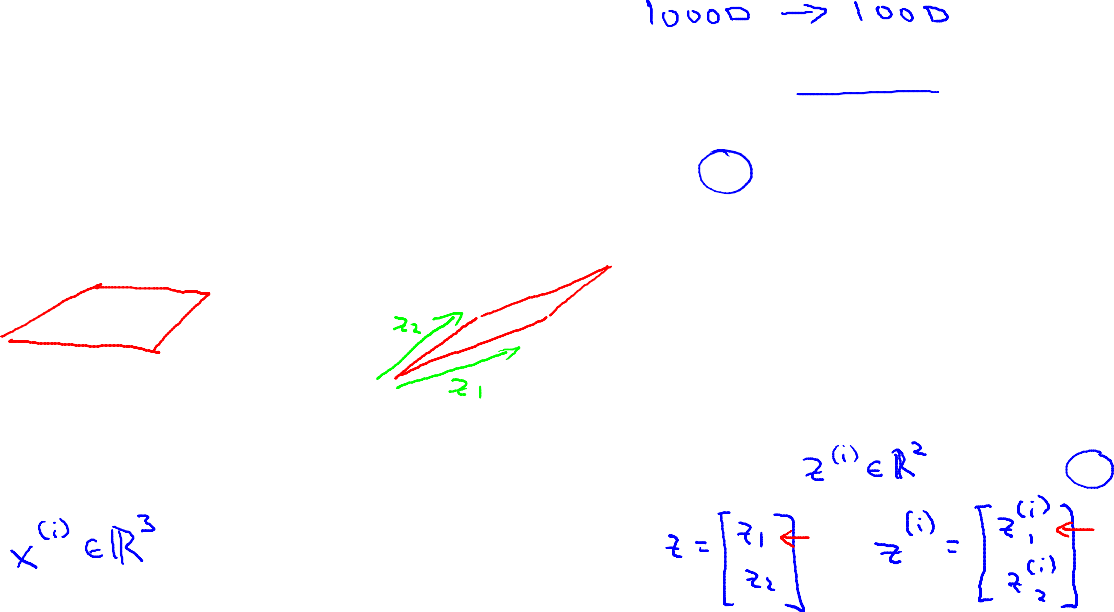 1000D → 100D
z₂
z₁
z⁽ⁱ⁾ ∈ ℝ²
x⁽ⁱ⁾ ∈ ℝ³
z = [z₁ z₂] z⁽ⁱ⁾ = [z₁⁽ⁱ⁾ z₂⁽ⁱ⁾]